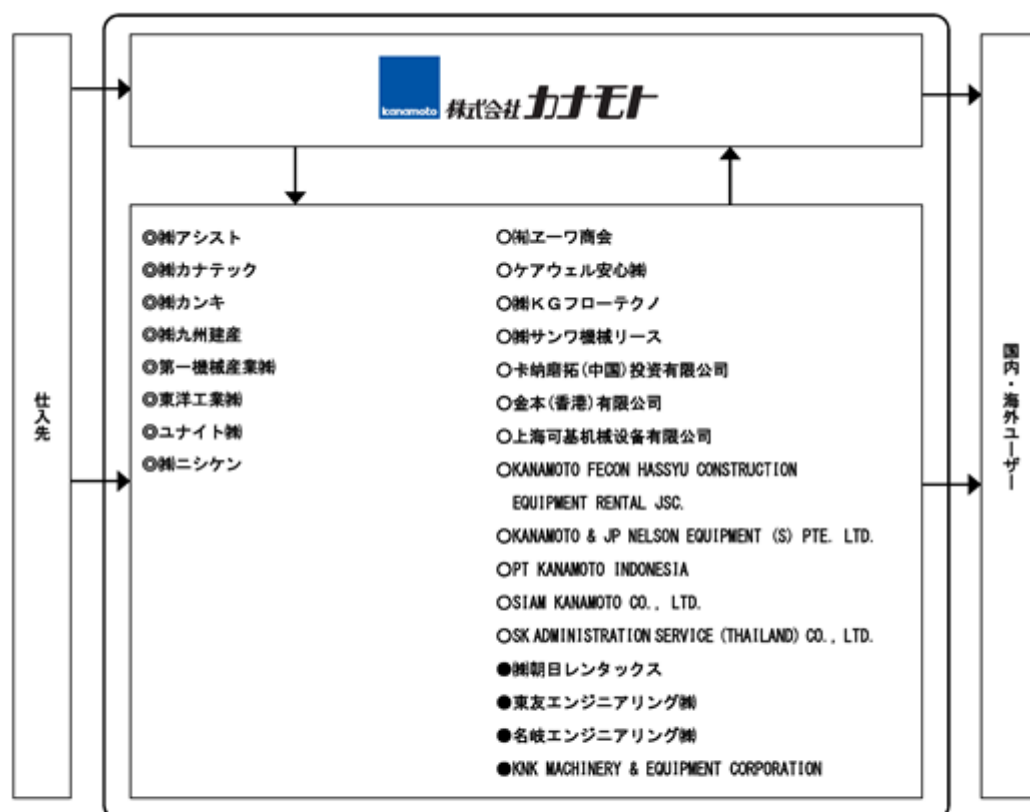 仕入先
kanamoto
株式会社カナモト
◎㈱アシスト
◎㈱カナテック
◎㈱カンキ
◎㈱九州建産
◎第一機械産業㈱
◎東洋工業㈱
◎ユナイト㈱
◎㈱ニシケン
○㈲ヱーワ商会
○ケアウェル安心㈱
○㈱KGフローテクノ
○㈱サンワ機械リース
○卡納磨拓(中国)投资有限公司
○金本(香港)有限公司
○上海可基机械设备有限公司
○KANAMOTO FECON HASSYU CONSTRUCTION
EQUIPMENT RENTAL JSC.
○KANAMOTO & JP NELSON EQUIPMENT (S) PTE. LTD.
○PT KANAMOTO INDONESIA
○SIAM KANAMOTO CO., LTD.
○SK ADMINISTRATION SERVICE (THAILAND) CO., LTD.
●㈱朝日レンタックス
●東友エンジニアリング㈱
●名岐エンジニアリング㈱
●KNK MACHINERY & EQUIPMENT CORPORATION
国内・海外ユーザー